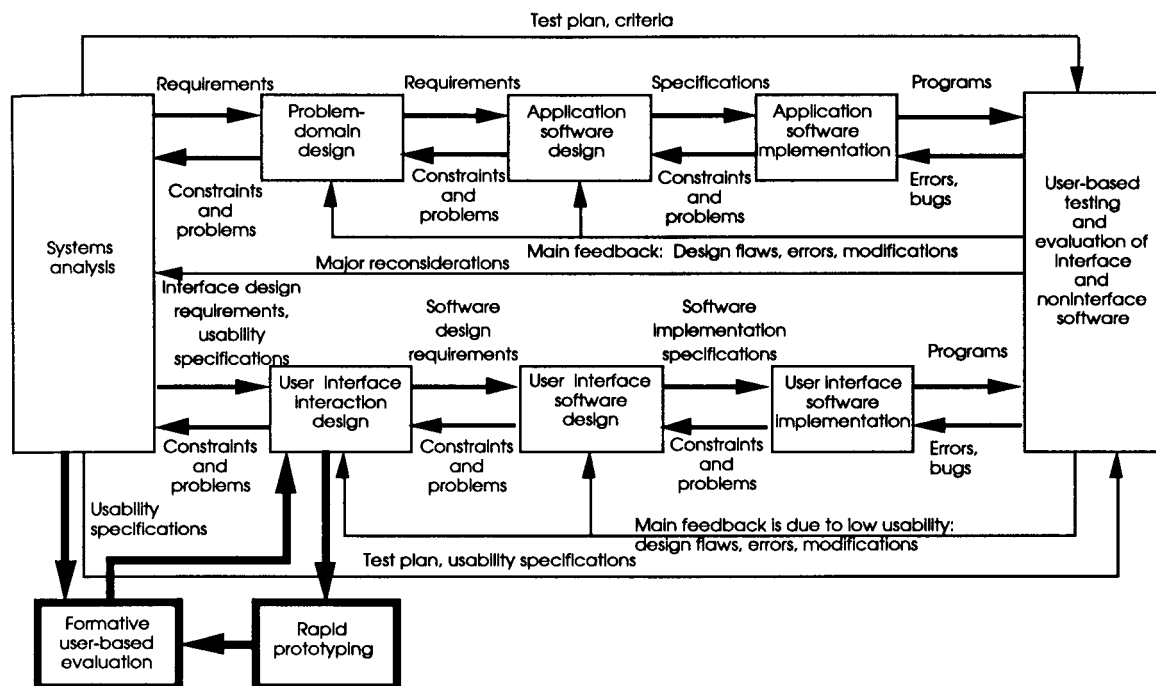 Test plan, criteria
Requirements
Requirements
Specifications
Programs
Problem-
domain
design
Application
software
design
Application
software
implementation
Constraints
and
problems
Constraints
and
problems
Constraints
and
problems
Errors,
bugs
Systems
analysis
User-based
testing
and
evaluation of
interface
and
noninterface
software
Main feedback: Design flaws, errors, modifications
Major reconsiderations
Interface design
requirements,
usability
specifications
Software
design
requirements
Software
implementation
specifications
Programs
User interface
interaction
design
User interface
software
design
User interface
software
implementation
Constraints
and
problems
Constraints
and
problems
Constraints
and
problems
Errors,
bugs
Usability
specifications
Main feedback is due to low usability:
design flaws, errors, modifications
Test plan, usability specifications
Formative
user-based
evaluation
Rapid
prototyping